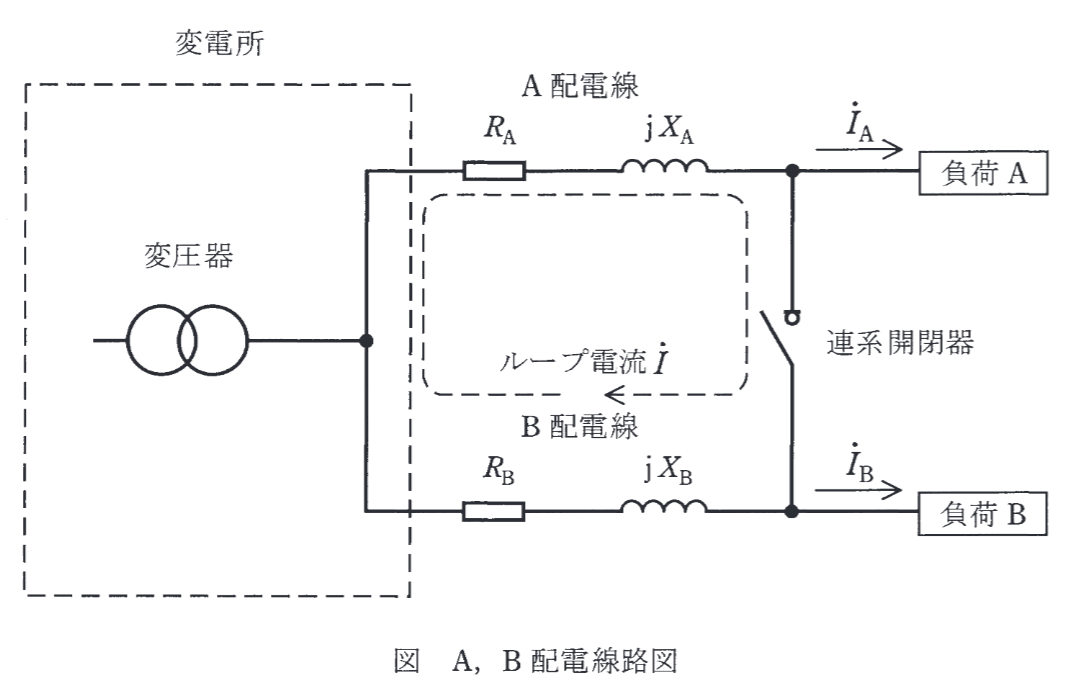 変電所
A 配電線
R_A
jX_A
İ_A
負荷 A
変圧器
連系開閉器
ループ電流 İ
B 配電線
R_B
jX_B
İ_B
負荷 B
図　A，B 配電線路図